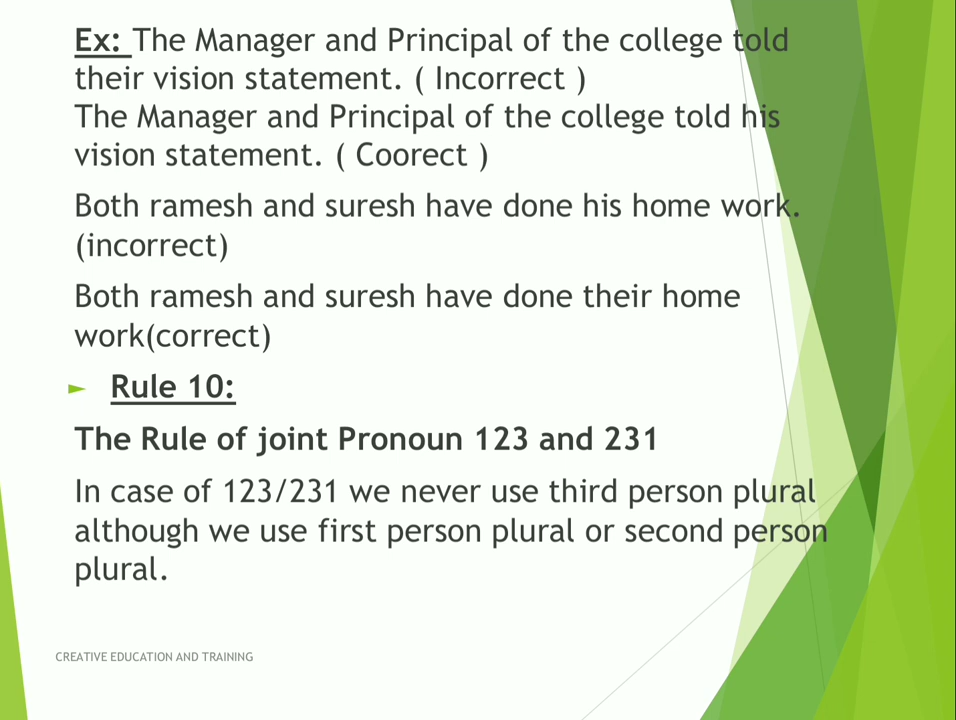 Ex: The Manager and Principal of the college told
their vision statement. ( Incorrect )
The Manager and Principal of the college told his
vision statement. ( Coorect )
Both ramesh and suresh have done his home work.
(incorrect)
Both ramesh and suresh have done their home
work(correct)
► Rule 10:
The Rule of joint Pronoun 123 and 231
In case of 123/231 we never use third person plural
although we use first person plural or second person
plural.
CREATIVE EDUCATION AND TRAINING